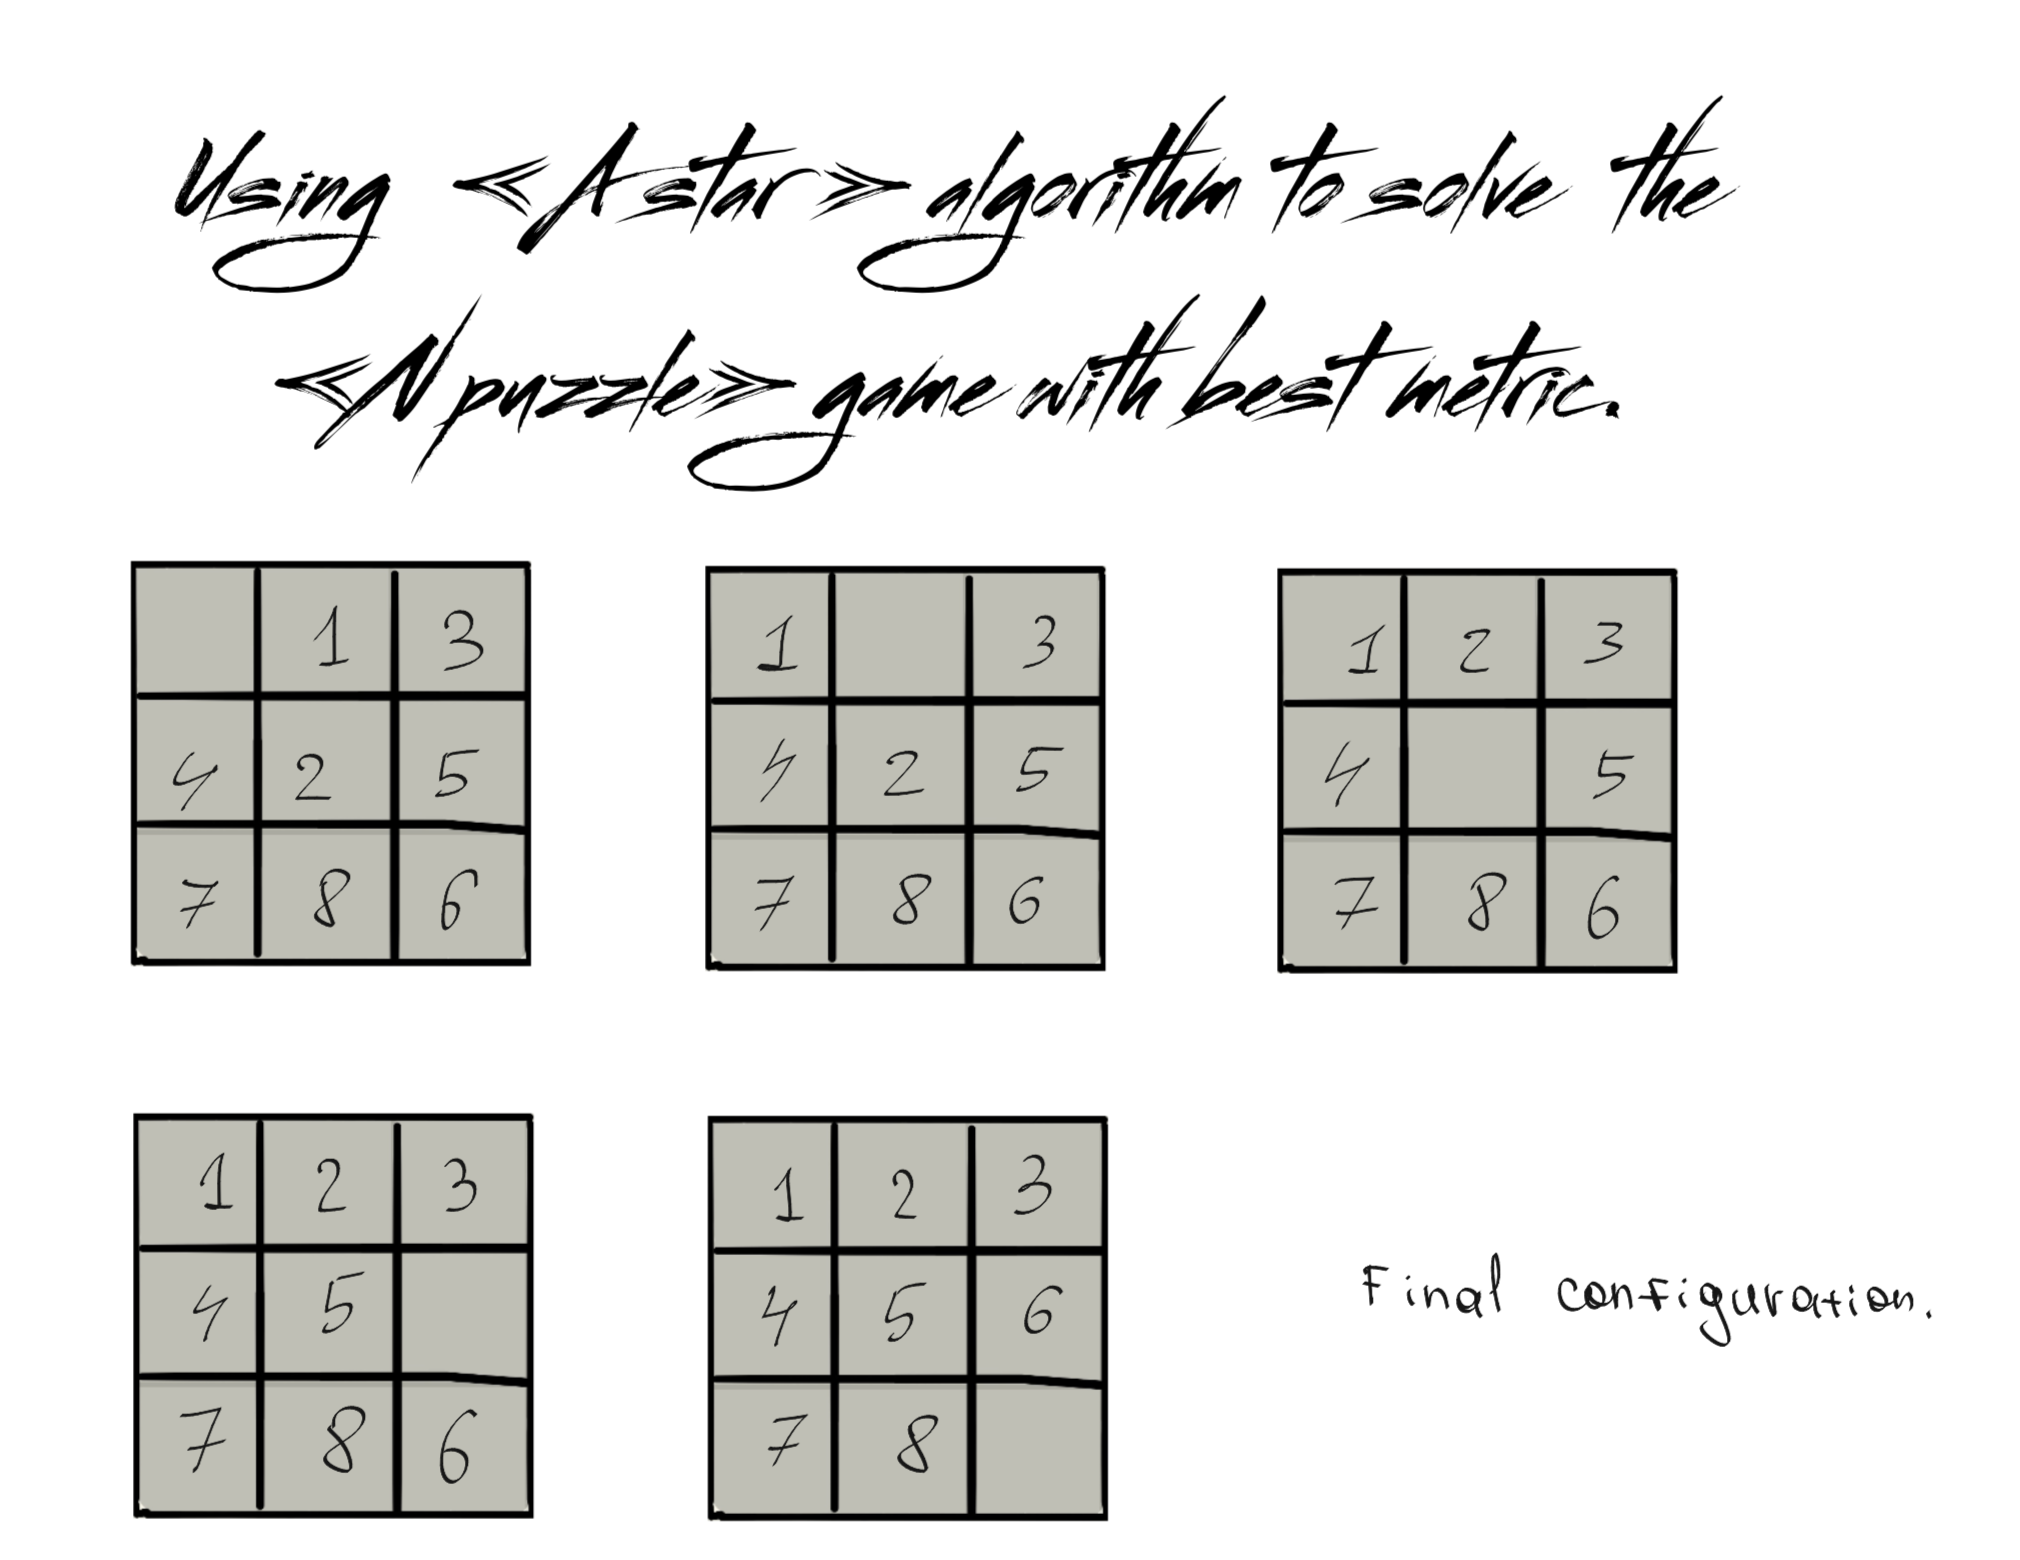 Using <A star> algorithm to solve the
<N puzzle> game with best metric.
1 3
4 2 5
7 8 6
1 3
4 2 5
7 8 6
1 2 3
4 5
7 8 6
1 2 3
4 5
7 8 6
1 2 3
4 5 6
7 8
Final configuration.